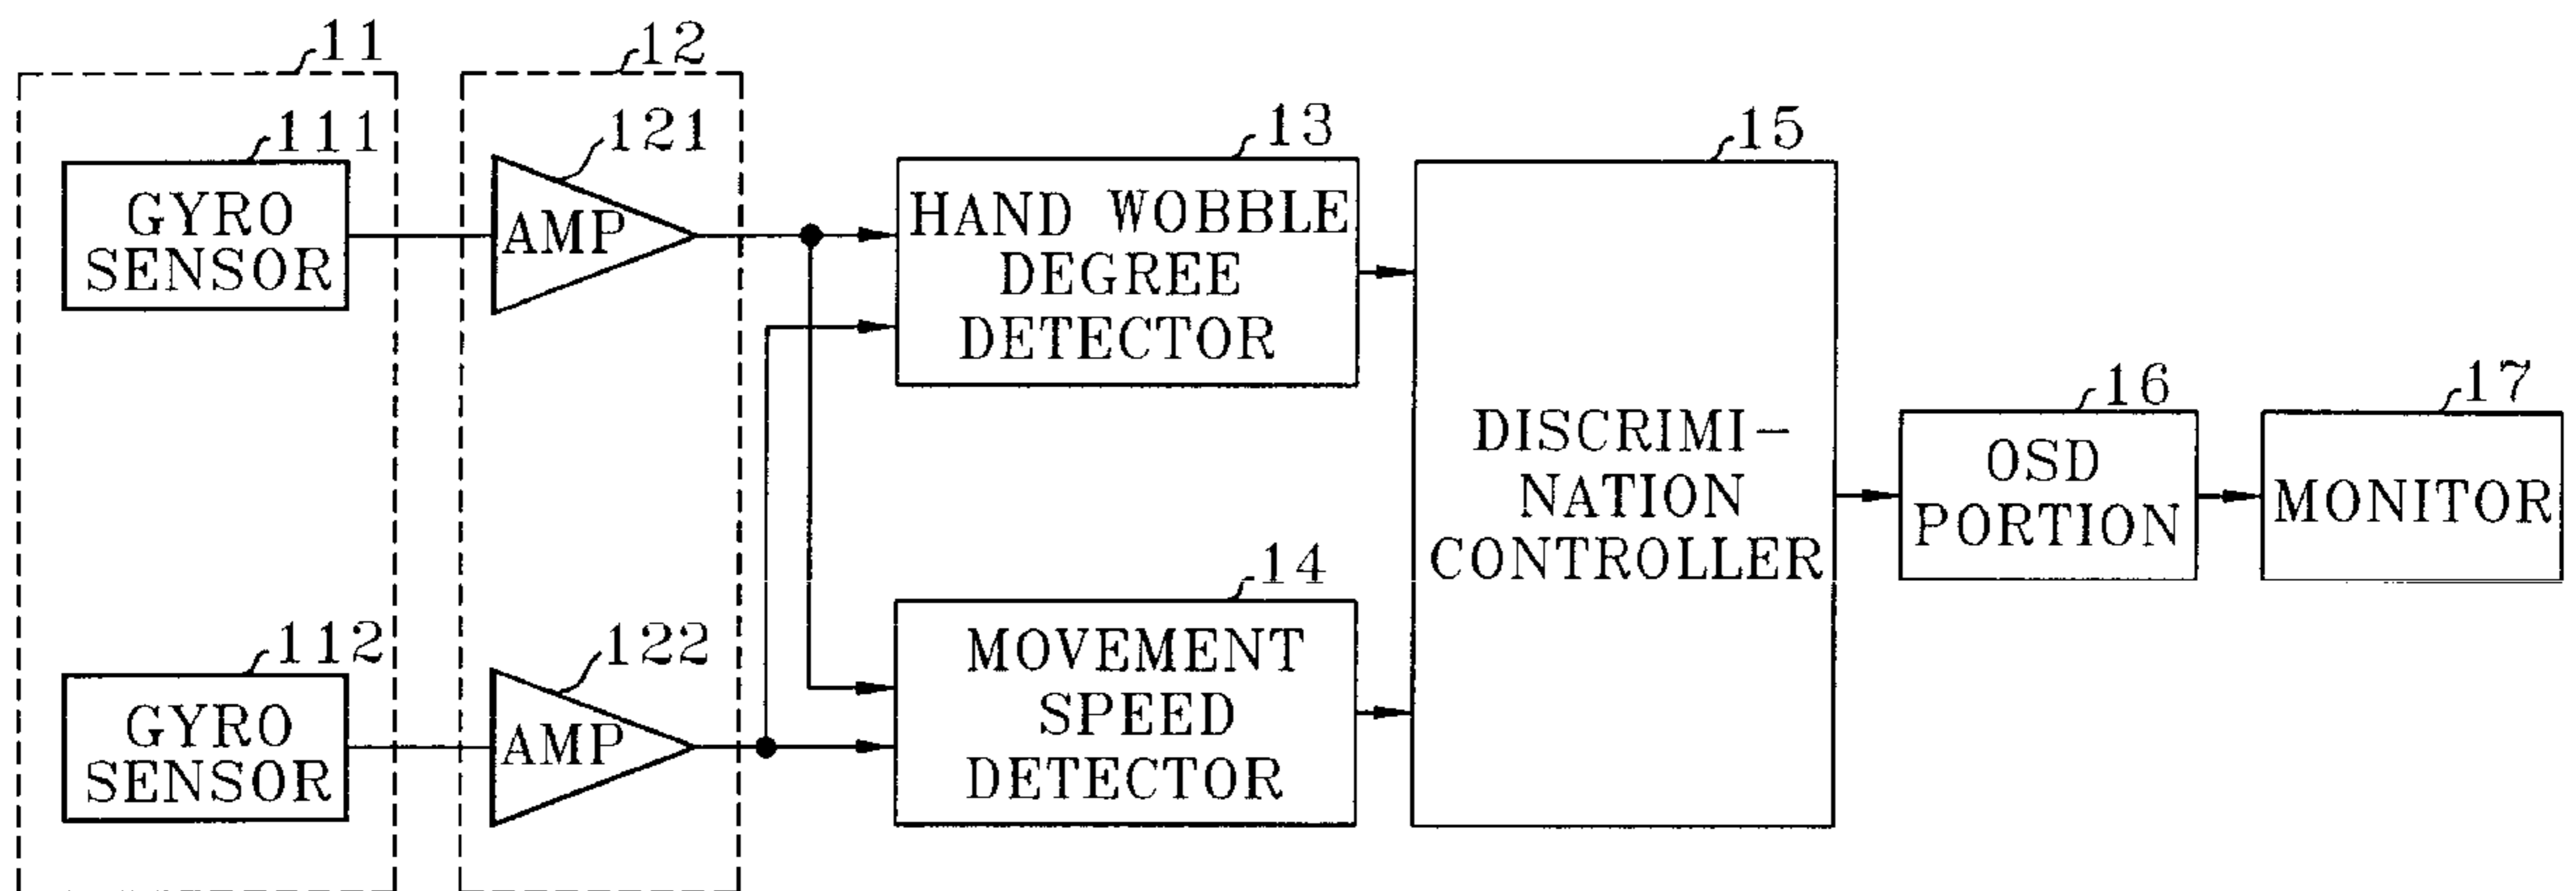 11
12
111
GYRO
SENSOR
121
AMP
13
HAND WOBBLE
DEGREE
DETECTOR
15
DISCRIMI-
NATION
CONTROLLER
16
OSD
PORTION
17
MONITOR
112
GYRO
SENSOR
122
AMP
14
MOVEMENT
SPEED
DETECTOR